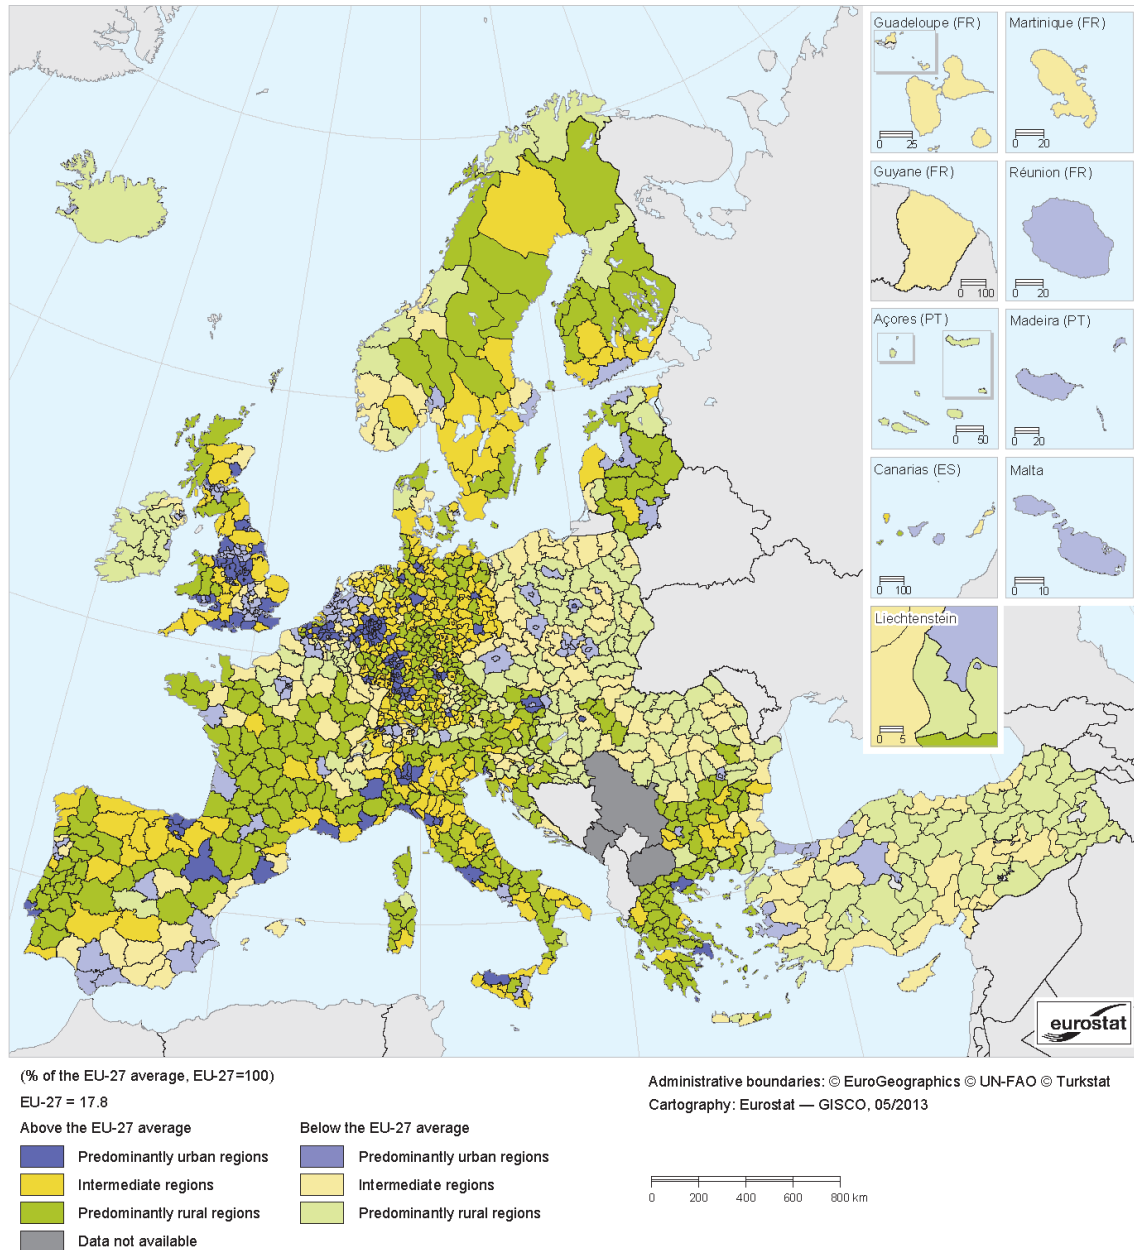 Guadeloupe (FR)
0 25
Martinique (FR)
0 20
Guyane (FR)
0 100
Réunion (FR)
0 20
Açores (PT)
0 50
Madeira (PT)
0 20
Canarias (ES)
0 100
Malta
0 10
Liechtenstein
0 5
eurostat
(% of the EU-27 average, EU-27=100)
EU-27 = 17.8
Above the EU-27 average
Predominantly urban regions
Intermediate regions
Predominantly rural regions
Data not available
Below the EU-27 average
Predominantly urban regions
Intermediate regions
Predominantly rural regions
Administrative boundaries: © EuroGeographics © UN-FAO © Turkstat
Cartography: Eurostat — GISCO, 05/2013
0 200 400 600 800 km